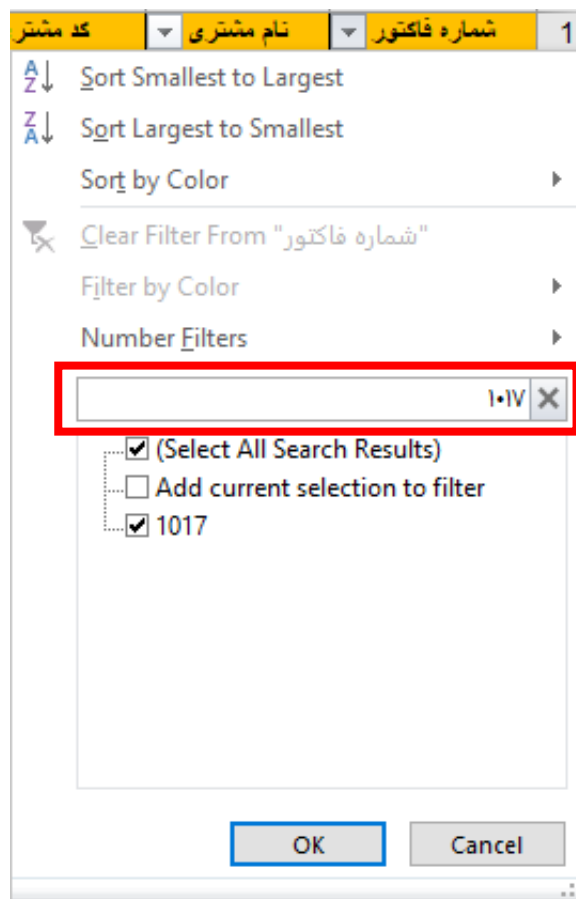 1 شماره فاکتور نام مشتری کد مشتر
Sort Smallest to Largest
Sort Largest to Smallest
Sort by Color
Clear Filter From "شماره فاکتور"
Filter by Color
Number Filters
۱۰۱۷
(Select All Search Results)
Add current selection to filter
1017
OK Cancel